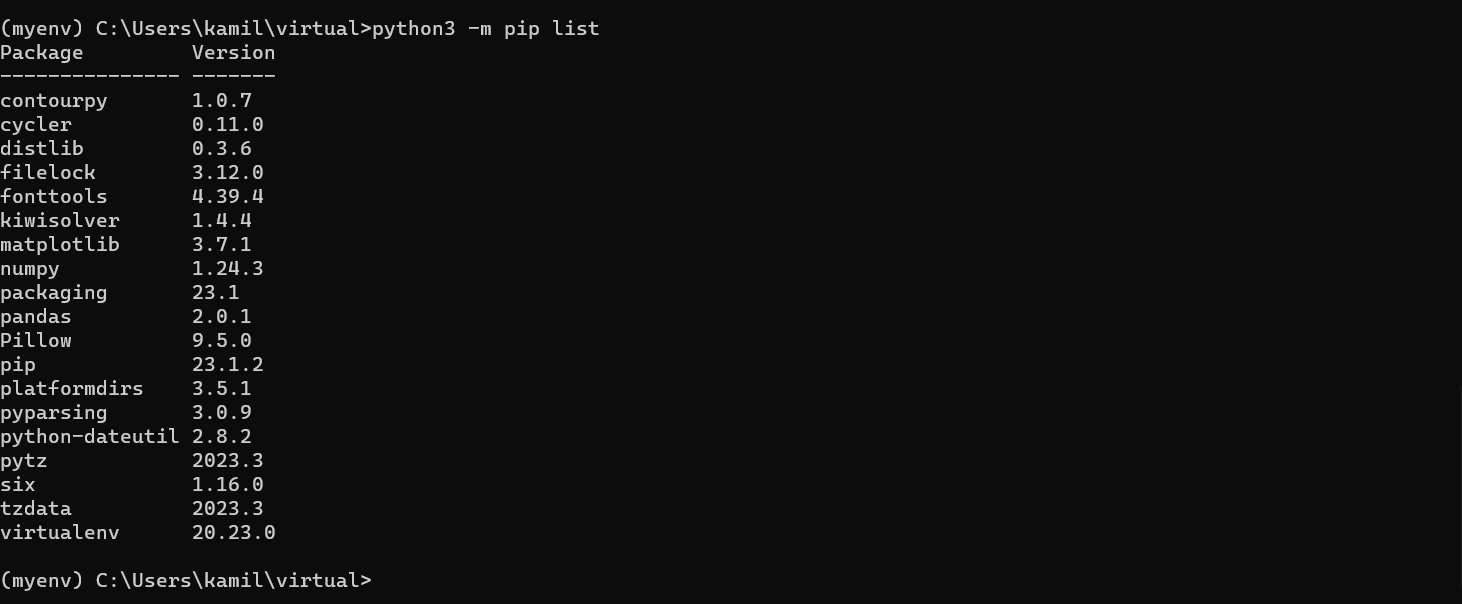 (myenv) C:\Users\kamil\virtual>python3 -m pip list
Package         Version
--------------- -------
contourpy       1.0.7
cycler          0.11.0
distlib         0.3.6
filelock        3.12.0
fonttools       4.39.4
kiwisolver      1.4.4
matplotlib      3.7.1
numpy           1.24.3
packaging       23.1
pandas          2.0.1
Pillow          9.5.0
pip             23.1.2
platformdirs    3.5.1
pyparsing       3.0.9
python-dateutil 2.8.2
pytz            2023.3
six             1.16.0
tzdata          2023.3
virtualenv      20.23.0
(myenv) C:\Users\kamil\virtual>